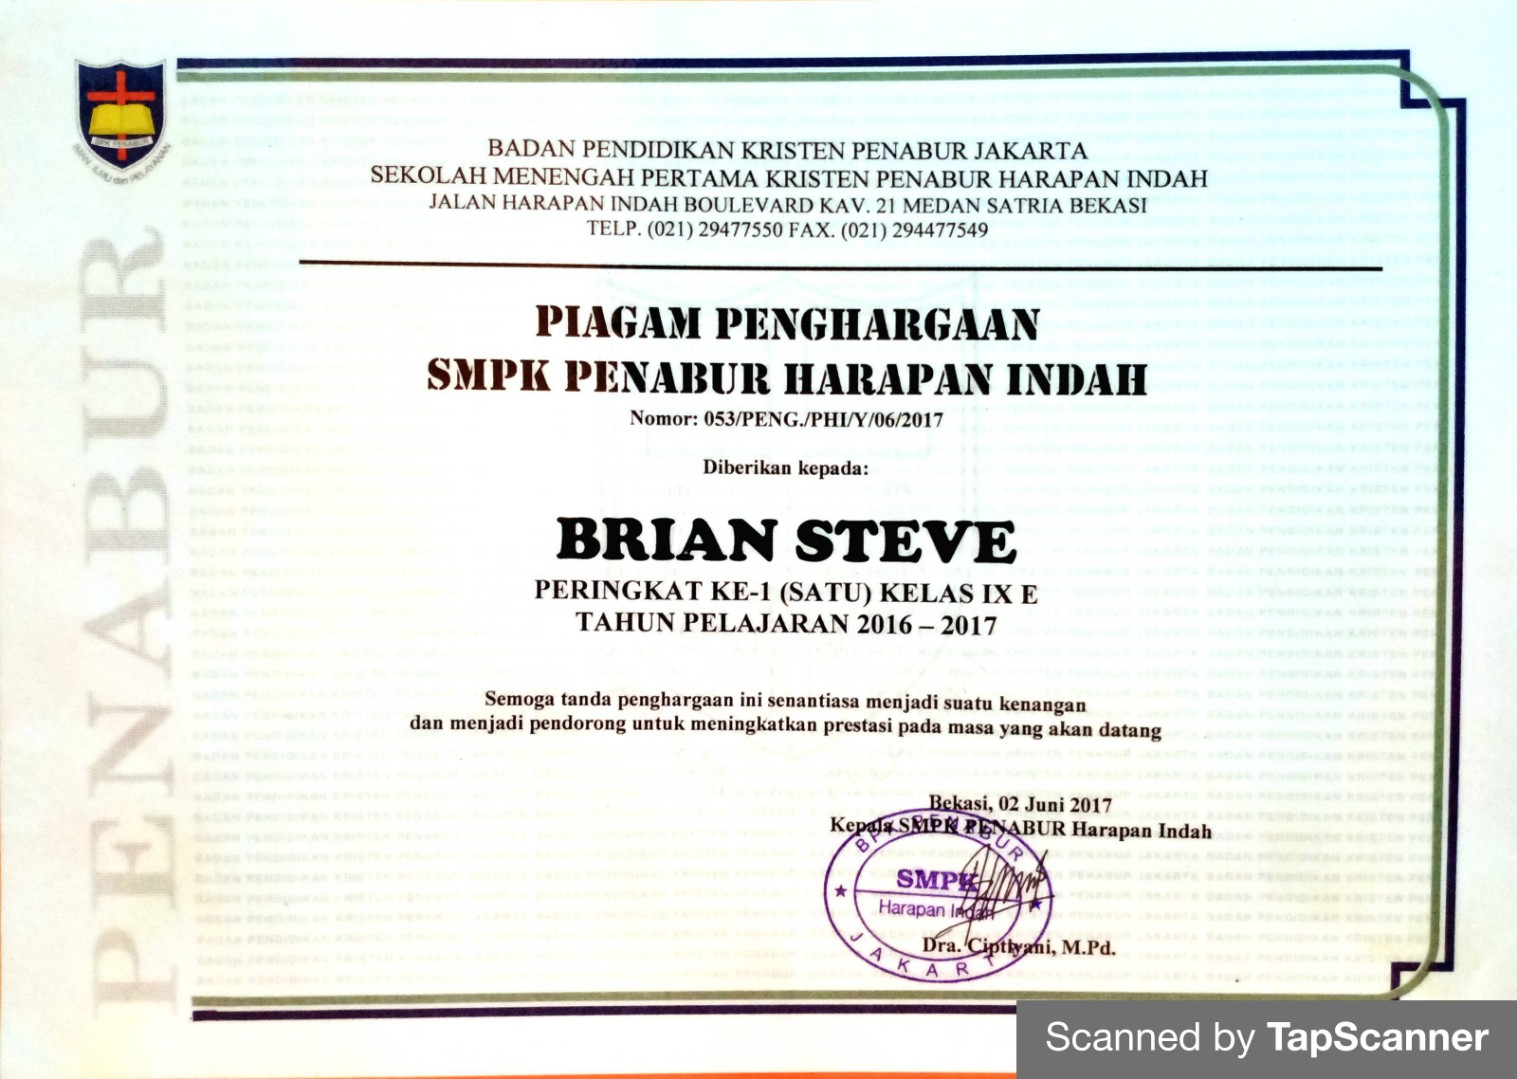 BPK PENABUR
IMAN, ILMU dan PELAYANAN
PENABUR
BADAN PENDIDIKAN KRISTEN PENABUR JAKARTA
SEKOLAH MENENGAH PERTAMA KRISTEN PENABUR HARAPAN INDAH
JALAN HARAPAN INDAH BOULEVARD KAV. 21 MEDAN SATRIA BEKASI
TELP. (021) 29477550 FAX. (021) 294477549
PIAGAM PENGHARGAAN
SMPK PENABUR HARAPAN INDAH
Nomor: 053/PENG./PHI/Y/06/2017
Diberikan kepada:
BRIAN STEVE
PERINGKAT KE-1 (SATU) KELAS IX E
TAHUN PELAJARAN 2016 – 2017
Semoga tanda penghargaan ini senantiasa menjadi suatu kenangan
dan menjadi pendorong untuk meningkatkan prestasi pada masa yang akan datang
Bekasi, 02 Juni 2017
Kepala SMPK PENABUR Harapan Indah
BPK PENABUR
SMPK
Harapan Indah
JAKARTA
Dra. Ciptiyani, M.Pd.
Scanned by TapScanner